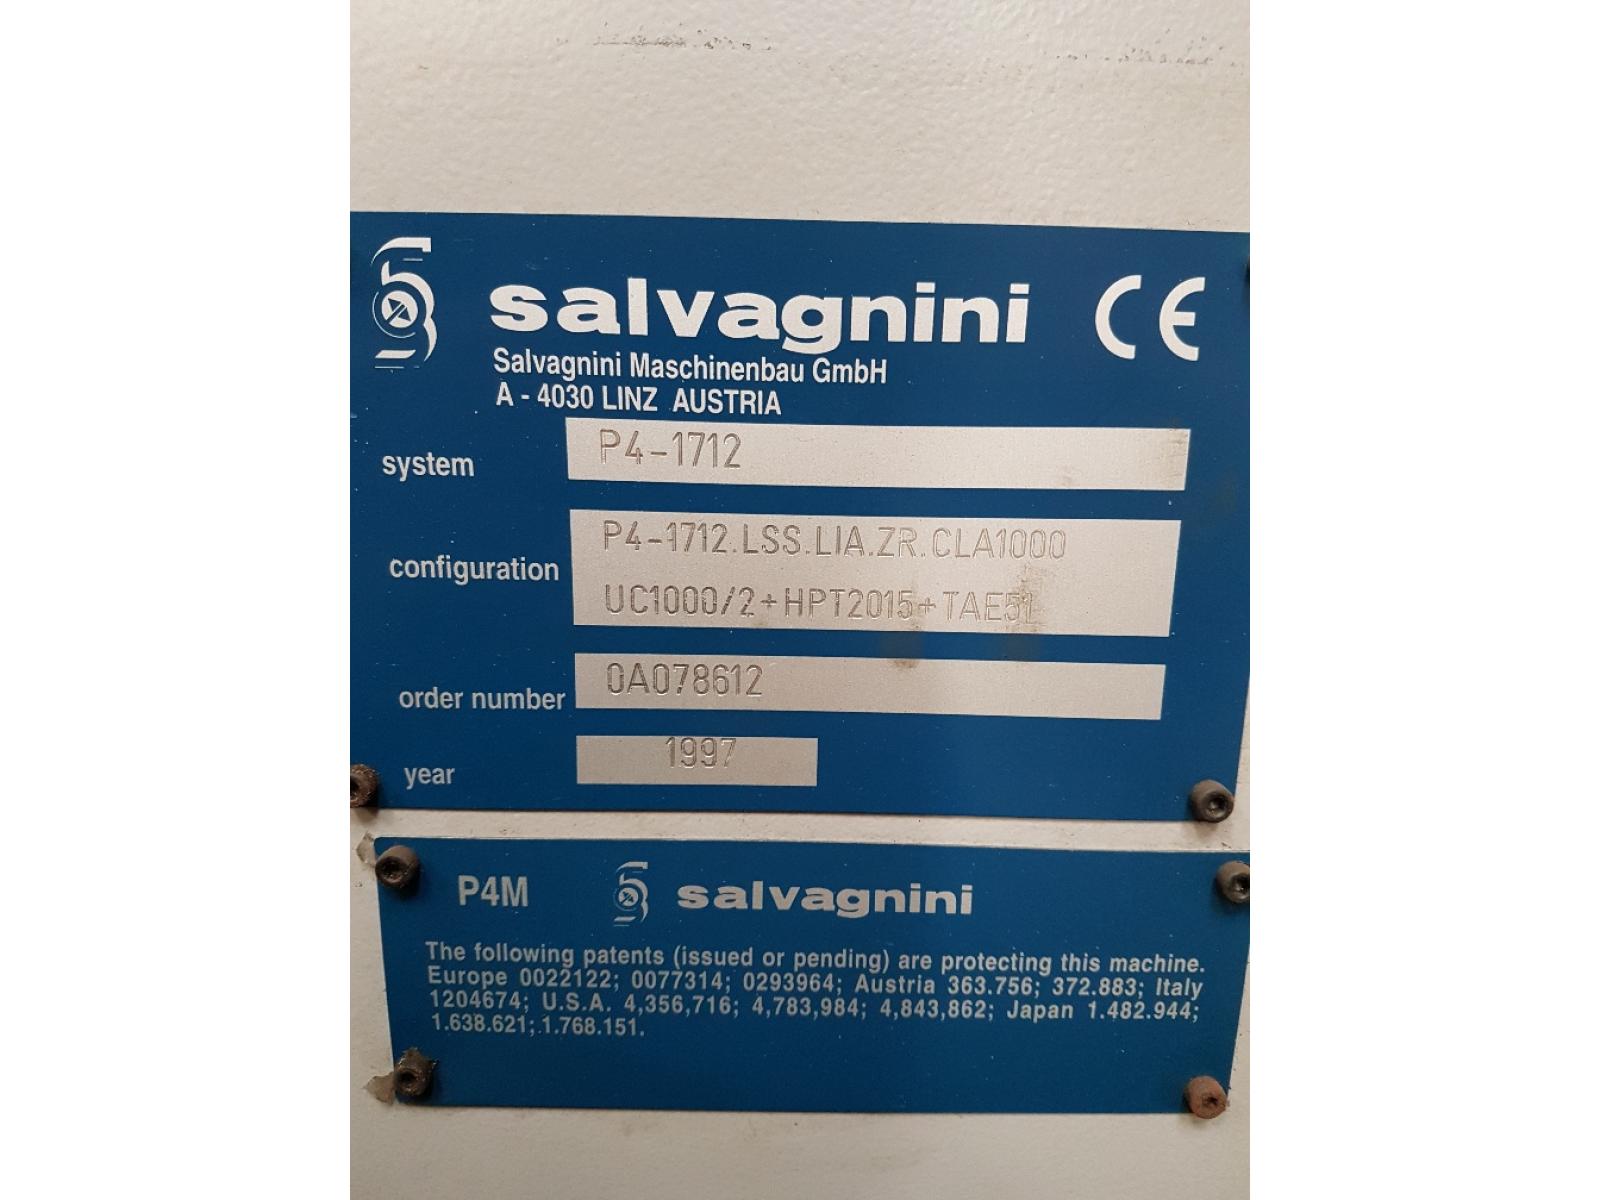 salvagnini CE
Salvagnini Maschinenbau GmbH
A - 4030 LINZ AUSTRIA
system P4-1712
configuration P4-1712.LSS.LIA.ZR.CLA1000
UC1000/2+HPT2015+TAE51
order number 0A078612
year 1997
P4M salvagnini
The following patents (issued or pending) are protecting this machine.
Europe 0022122; 0077314; 0293964; Austria 363.756; 372.883; Italy
1204674; U.S.A. 4,356,716; 4,783,984; 4,843,862; Japan 1.482.944;
1.638.621; 1.768.151.